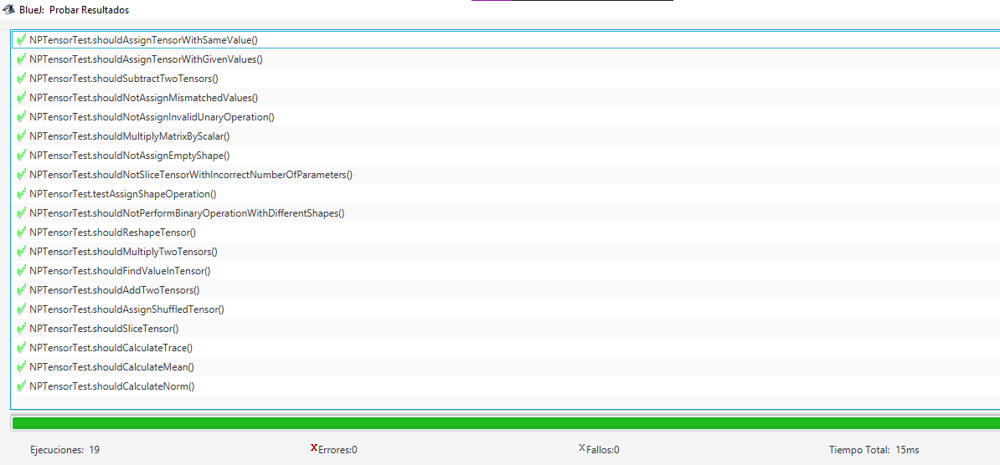 BlueJ: Probar Resultados
NPTensorTest.shouldAssignTensorWithSameValue()
NPTensorTest.shouldAssignTensorWithGivenValues()
NPTensorTest.shouldSubtractTwoTensors()
NPTensorTest.shouldNotAssignMismatchedValues()
NPTensorTest.shouldNotAssignInvalidUnaryOperation()
NPTensorTest.shouldMultiplyMatrixByScalar()
NPTensorTest.shouldNotAssignEmptyShape()
NPTensorTest.shouldNotSliceTensorWithIncorrectNumberOfParameters()
NPTensorTest.testAssignShapeOperation()
NPTensorTest.shouldNotPerformBinaryOperationWithDifferentShapes()
NPTensorTest.shouldReshapeTensor()
NPTensorTest.shouldMultiplyTwoTensors()
NPTensorTest.shouldFindValueInTensor()
NPTensorTest.shouldAddTwoTensors()
NPTensorTest.shouldAssignShuffledTensor()
NPTensorTest.shouldSliceTensor()
NPTensorTest.shouldCalculateTrace()
NPTensorTest.shouldCalculateMean()
NPTensorTest.shouldCalculateNorm()
Ejecuciones: 19 Errores:0 Fallos:0 Tiempo Total: 15ms